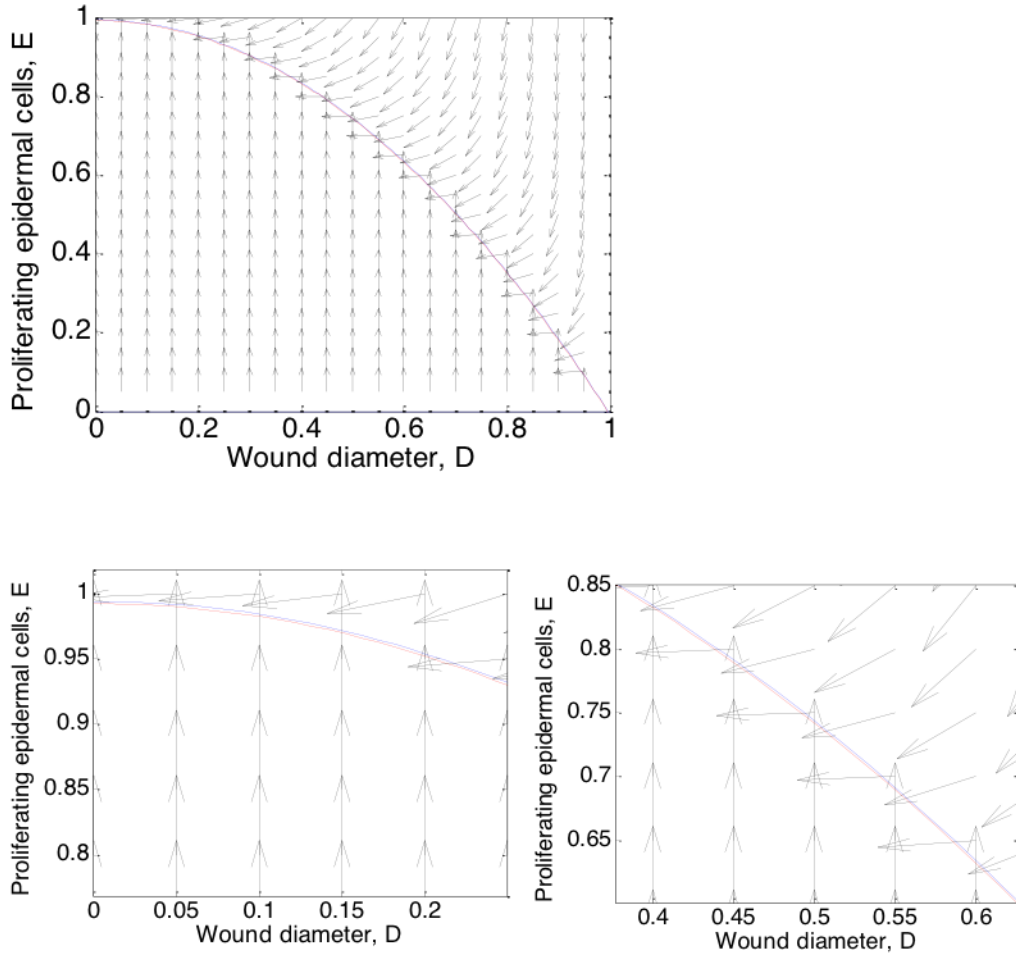 1
0.8
0.6
0.4
0.2
0
Proliferating epidermal cells, E
0 0.2 0.4 0.6 0.8 1
Wound diameter, D
1
0.95
0.9
0.85
0.8
Proliferating epidermal cells, E
0 0.05 0.1 0.15 0.2
Wound diameter, D
0.85
0.8
0.75
0.7
0.65
Proliferating epidermal cells, E
0.4 0.45 0.5 0.55 0.6
Wound diameter, D